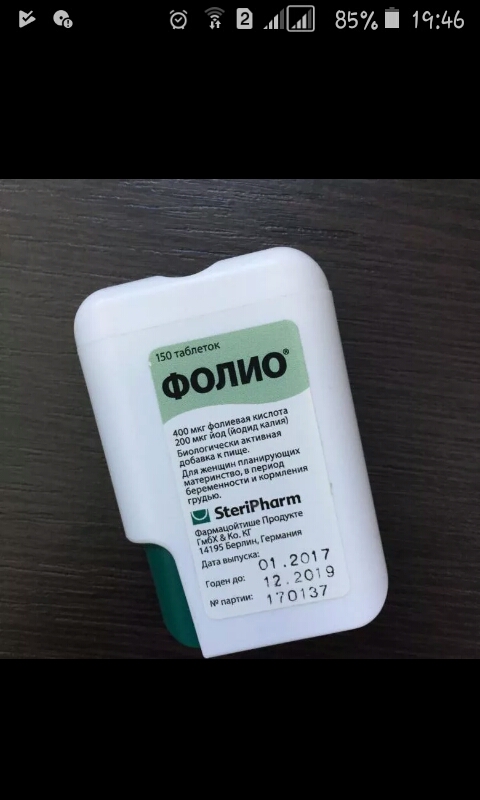 2 85% 19:46
150 таблеток
ФОЛИО®
400 мкг фолиевая кислота
200 мкг йод (йодид калия)
Биологически активная
добавка к пище.
Для женщин планирующих
материнство, в период
беременности и кормления
грудью.
SteriPharm
Фармацойтише Продукте
ГмбХ & Ко. КГ
14195 Берлин, Германия
Дата выпуска: 01.2017
Годен до: 12.2019
№ партии: 170137